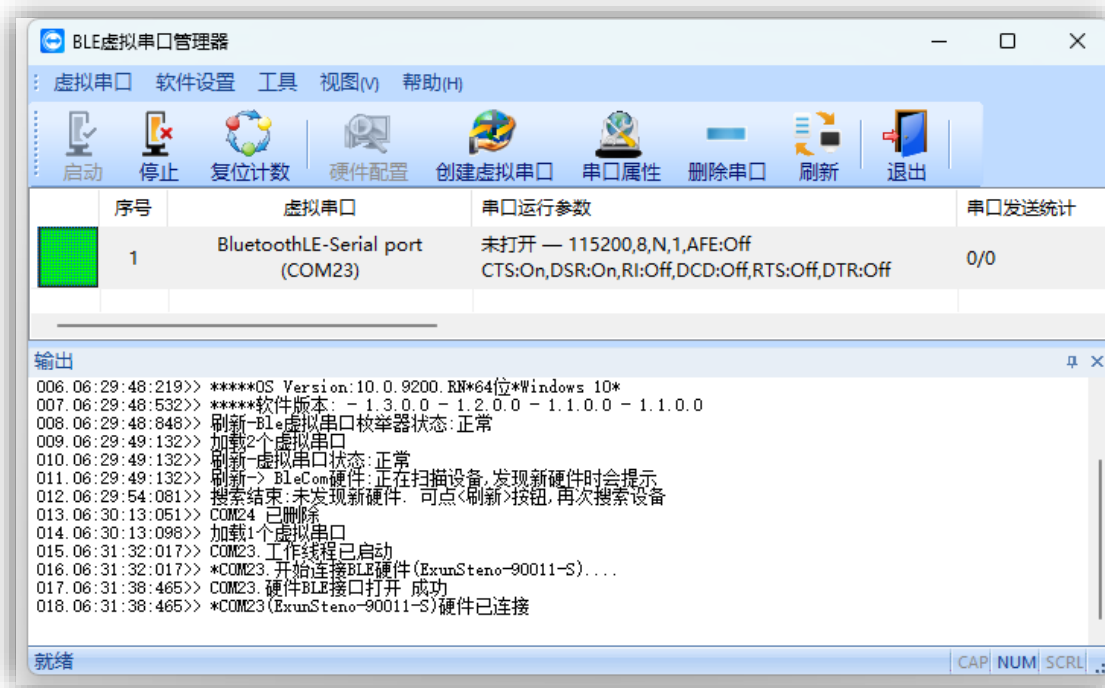 BLE虚拟串口管理器
虚拟串口 软件设置 工具 视图(V) 帮助(H)
启动 停止 复位计数 硬件配置 创建虚拟串口 串口属性 删除串口 刷新 退出
序号 虚拟串口 串口运行参数 串口发送统计
1 BluetoothLE-Serial port (COM23) 未打开 — 115200,8,N,1,AFE:Off 0/0
CTS:On,DSR:On,RI:Off,DCD:Off,RTS:Off,DTR:Off
输出
006.06:29:48:219>> *****OS Version:10.0.9200.RN*64位*Windows 10*
007.06:29:48:532>> *****软件版本: - 1.3.0.0 - 1.2.0.0 - 1.1.0.0 - 1.1.0.0
008.06:29:48:848>> 刷新-Ble虚拟串口枚举器状态:正常
009.06:29:49:132>> 加载2个虚拟串口
010.06:29:49:132>> 刷新-虚拟串口状态:正常
011.06:29:49:132>> 刷新-> BleCom硬件:正在扫描设备,发现新硬件时会提示
012.06:29:54:081>> 搜索结束:未发现新硬件. 可点<刷新>按钮,再次搜索设备
013.06:30:13:051>> COM24 已删除
014.06:30:13:098>> 加载1个虚拟串口
015.06:31:32:017>> COM23.工作线程已启动
016.06:31:32:017>> *COM23.开始连接BLE硬件(ExunSteno-90011-S)....
017.06:31:38:465>> COM23.硬件BLE接口打开 成功
018.06:31:38:465>> *COM23(ExunSteno-90011-S)硬件已连接
就绪 CAP NUM SCRL